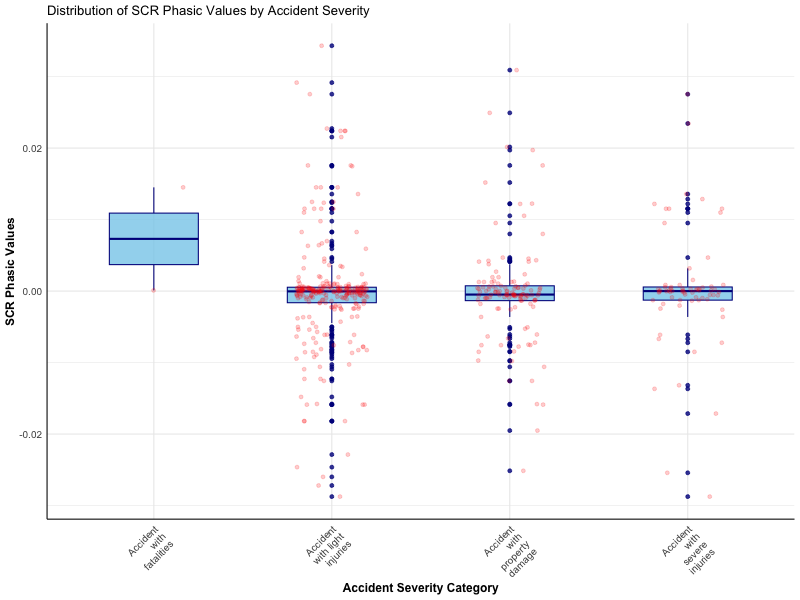 Distribution of SCR Phasic Values by Accident Severity
SCR Phasic Values
0.02
0.00
-0.02
Accident
with
fatalities
Accident
with light
injuries
Accident
with
property
damage
Accident
with
severe
injuries
Accident Severity Category